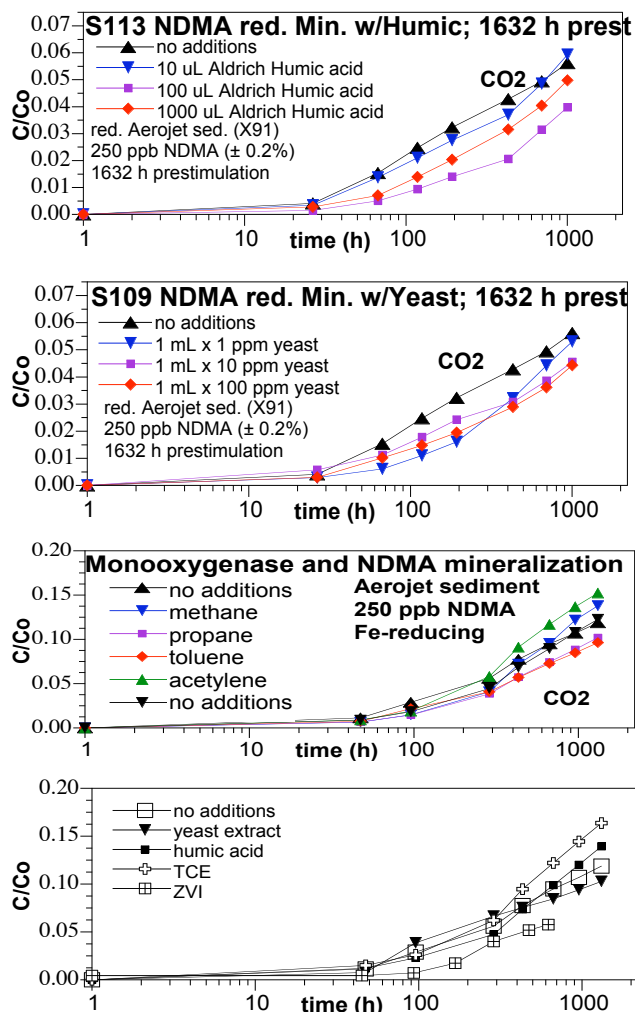 S113 NDMA red. Min. w/Humic; 1632 h prest
no additions
10 uL Aldrich Humic acid
100 uL Aldrich Humic acid
1000 uL Aldrich Humic acid
red. Aerojet sed. (X91)
250 ppb NDMA (± 0.2%)
1632 h prestimulation
CO2
C/Co
0.07
0.06
0.05
0.04
0.03
0.02
0.01
0.00
1
10
100
1000
time (h)
S109 NDMA red. Min. w/Yeast; 1632 h prest
no additions
1 mL x 1 ppm yeast
1 mL x 10 ppm yeast
1 mL x 100 ppm yeast
red. Aerojet sed. (X91)
250 ppb NDMA (± 0.2%)
1632 h prestimulation
CO2
C/Co
0.07
0.06
0.05
0.04
0.03
0.02
0.01
0.00
1
10
100
1000
time (h)
Monooxygenase and NDMA mineralization
no additions
methane
propane
toluene
acetylene
no additions
Aerojet sediment
250 ppb NDMA
Fe-reducing
CO2
C/Co
0.20
0.15
0.10
0.05
0.00
1
10
100
1000
time (h)
no additions
yeast extract
humic acid
TCE
ZVI
C/Co
0.20
0.15
0.10
0.05
0.00
1
10
100
1000
time (h)